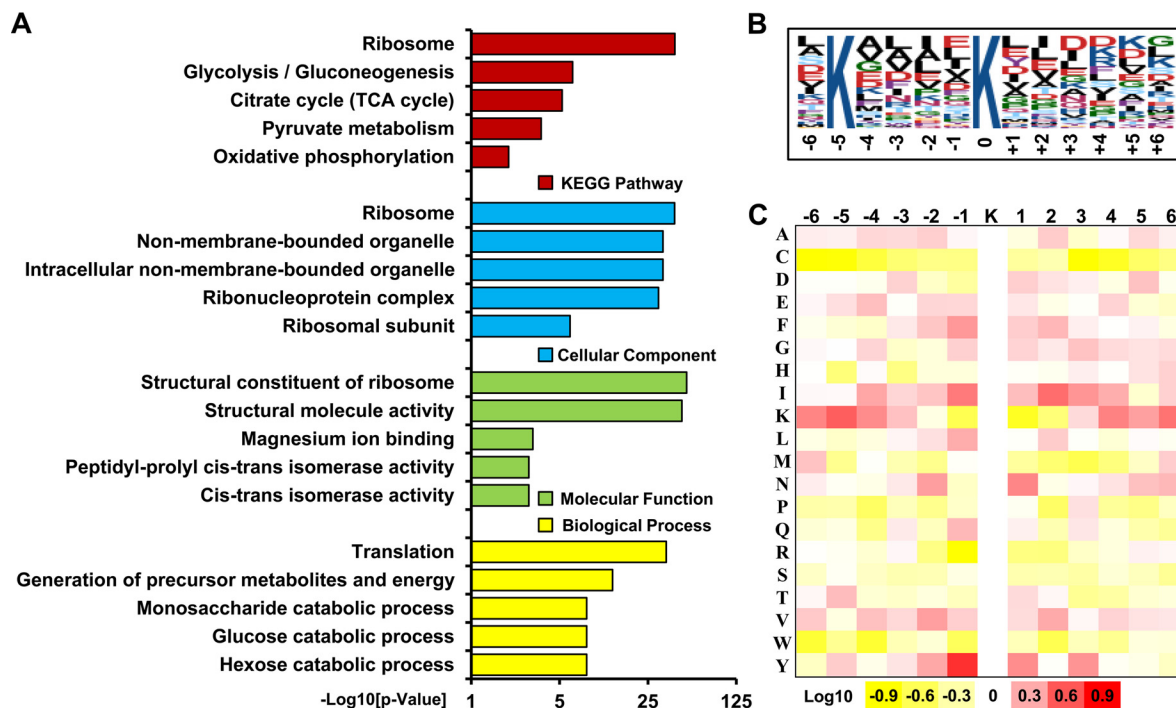 A
Ribosome
Glycolysis / Gluconeogenesis
Citrate cycle (TCA cycle)
Pyruvate metabolism
Oxidative phosphorylation
KEGG Pathway
Ribosome
Non-membrane-bounded organelle
Intracellular non-membrane-bounded organelle
Ribonucleoprotein complex
Ribosomal subunit
Cellular Component
Structural constituent of ribosome
Structural molecule activity
Magnesium ion binding
Peptidyl-prolyl cis-trans isomerase activity
Cis-trans isomerase activity
Molecular Function
Biological Process
Translation
Generation of precursor metabolites and energy
Monosaccharide catabolic process
Glucose catabolic process
Hexose catabolic process
-Log10[p-Value]
1 5 25 125
B
K K
-6 -5 -4 -3 -4 -1 0 +1 +2 +3 +4 +5 +6
C
-6 -5 -4 -3 -2 -1 K 1 2 3 4 5 6
A
C
D
E
F
G
H
I
K
L
M
N
P
Q
R
S
T
V
W
Y
Log10 -0.9 -0.6 -0.3 0 0.3 0.6 0.9